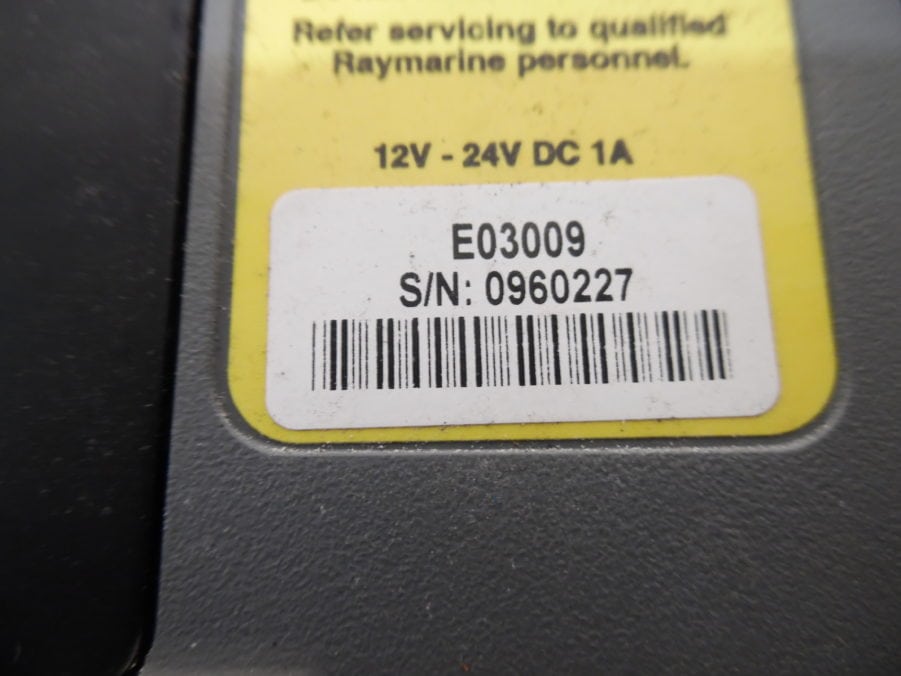 Refer servicing to qualified
Raymarine personnel.
12V - 24V DC 1A
E03009
S/N: 0960227